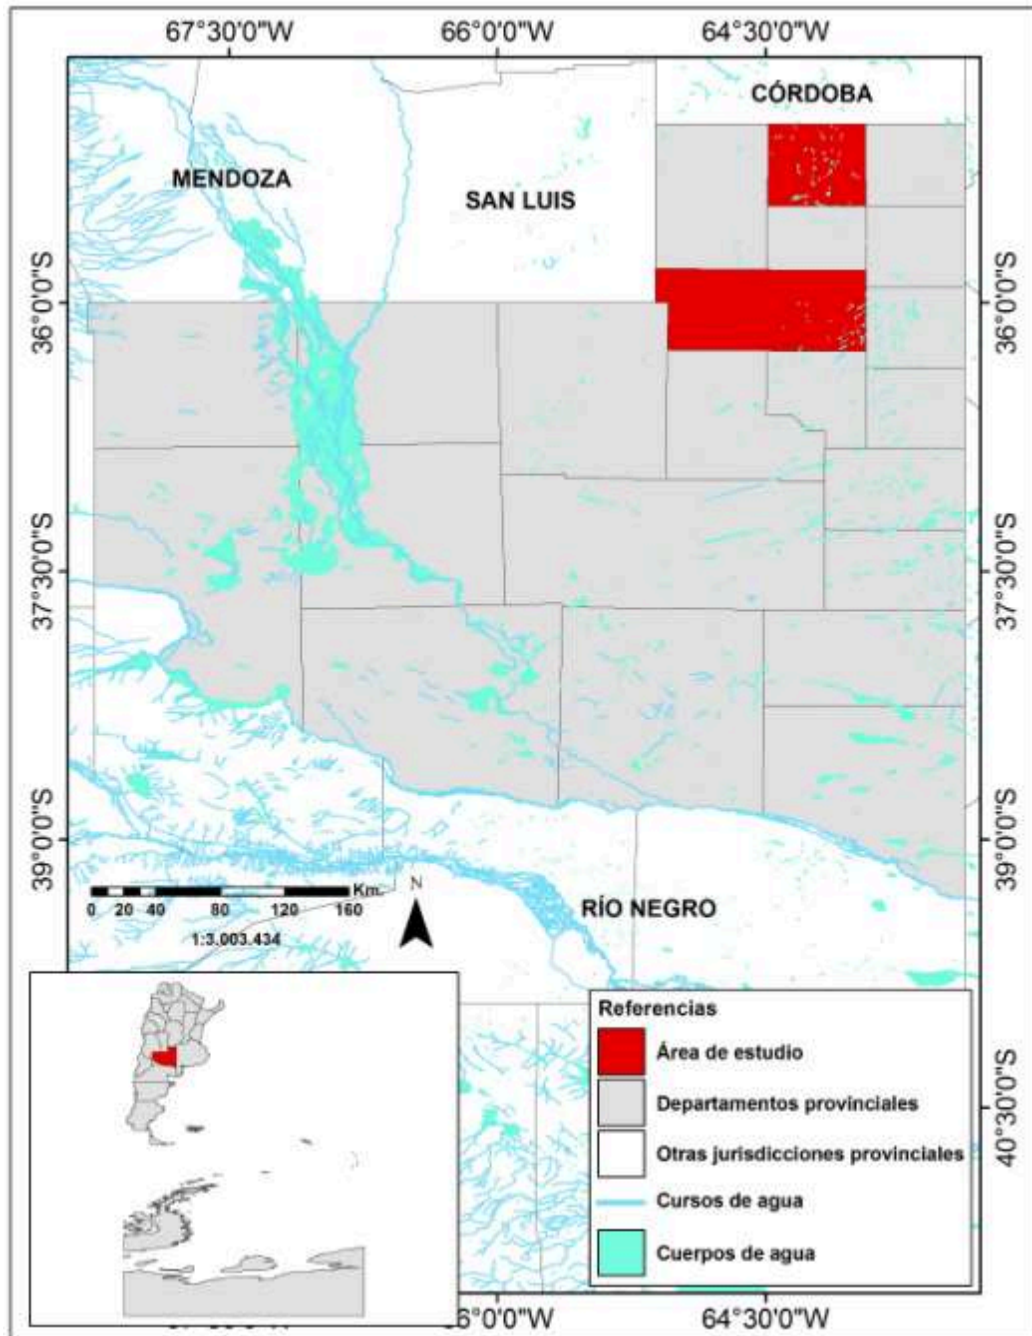 67°30'0"W 66°0'0"W 64°30'0"W
CÓRDOBA
MENDOZA
SAN LUIS
36°0'0"S 36°0'0"S
37°30'0"S 37°30'0"S
39°0'0"S 39°0'0"S
Km.
N
0 20 40 80 120 160
1:3.003.434
RÍO NEGRO
Referencias
Área de estudio
Departamentos provinciales
Otras jurisdicciones provinciales
Cursos de agua
Cuerpos de agua
40°30'0"S
64°30'0"W